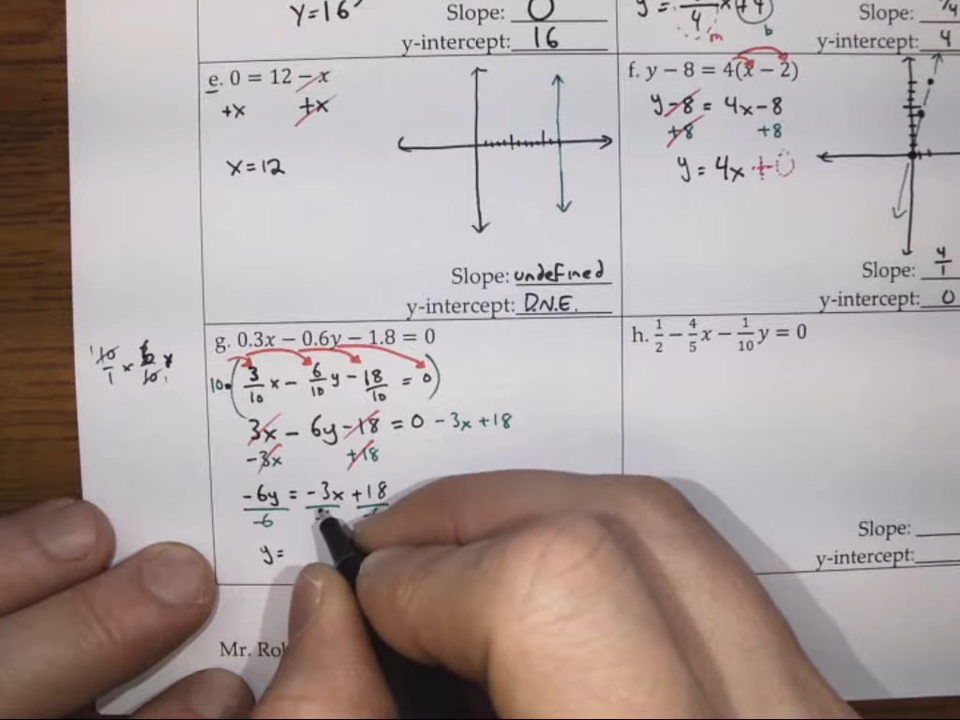 y=16
Slope: 0
y-intercept: 16
4 x + 4
m
b
Slope:
y-intercept: 4
e. 0 = 12 − x
+x +x
x=12
Slope: undefined
y-intercept: D.N.E.
f. y − 8 = 4(x − 2)
y-8 = 4x-8
+8 +8
y = 4x + 0
Slope: 4/1
y-intercept: 0
g. 0.3x − 0.6y − 1.8 = 0
10·(3/10 x - 6/10 y - 18/10 = 0)
3x - 6y - 18 = 0 - 3x + 18
-3x +18
-6y = -3x + 18
-6
y =
h. 1/2 − 4/5 x − 1/10 y = 0
Slope:
y-intercept:
Mr.